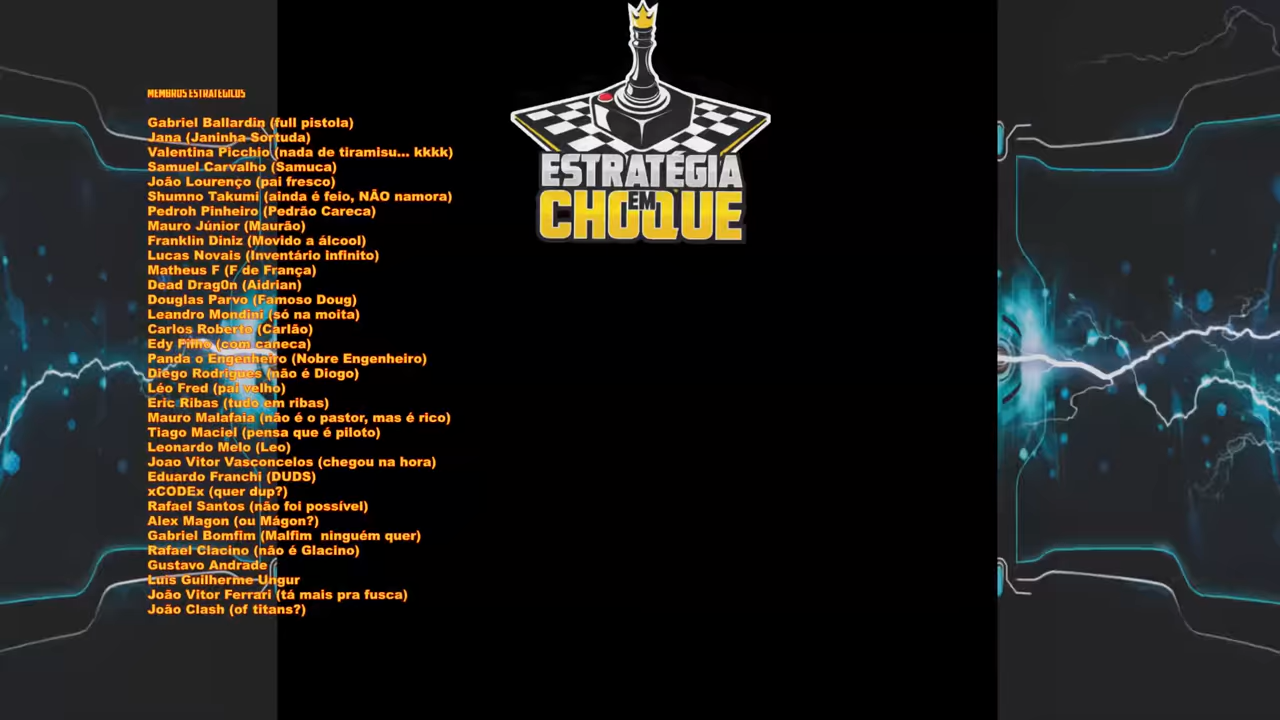 MEMBROS ESTRATEGICOS
Gabriel Ballardin (full pistola)
Jana (Janinha Sortuda)
Valentina Picchio (nada de tiramisu... kkkk)
Samuel Carvalho (Samuca)
João Lourenço (pai fresco)
Shumno Takumi (ainda é feio, NÃO namora)
Pedroh Pinheiro (Pedrão Careca)
Mauro Júnior (Maurão)
Franklin Diniz (Movido a álcool)
Lucas Novais (Inventário infinito)
Matheus F (F de França)
Dead Drag0n (Aidrian)
Douglas Parvo (Famoso Doug)
Leandro Mondini (só na moita)
Carlos Roberto (Carlão)
Edy Filho (com caneca)
Panda o Engenheiro (Nobre Engenheiro)
Diego Rodrigues (não é Diogo)
Léo Fred (pai velho)
Eric Ribas (tudo em ribas)
Mauro Malafaia (não é o pastor, mas é rico)
Tiago Maciel (pensa que é piloto)
Leonardo Melo (Leo)
Joao Vitor Vasconcelos (chegou na hora)
Eduardo Franchi (DUDS)
xCODEx (quer dup?)
Rafael Santos (não foi possível)
Alex Magon (ou Mágon?)
Gabriel Bomfim (Malfim  ninguém quer)
Rafael Clacino (não é Glacino)
Gustavo Andrade
Luis Guilherme Ungur
João Vitor Ferrari (tá mais pra fusca)
João Clash (of titans?)
ESTRATÉGIA
EM
CHOQUE